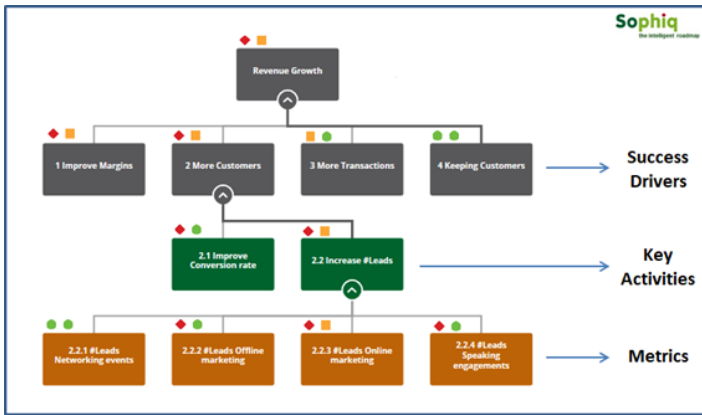 Sophiq
the intelligent roadmap
Revenue Growth
1 Improve Margins
2 More Customers
3 More Transactions
4 Keeping Customers
Success
Drivers
2.1 Improve
Conversion rate
2.2 Increase #Leads
Key
Activities
2.2.1 #Leads
Networking events
2.2.2 #Leads Offline
marketing
2.2.3 #Leads Online
marketing
2.2.4 #Leads
Speaking
engagements
Metrics